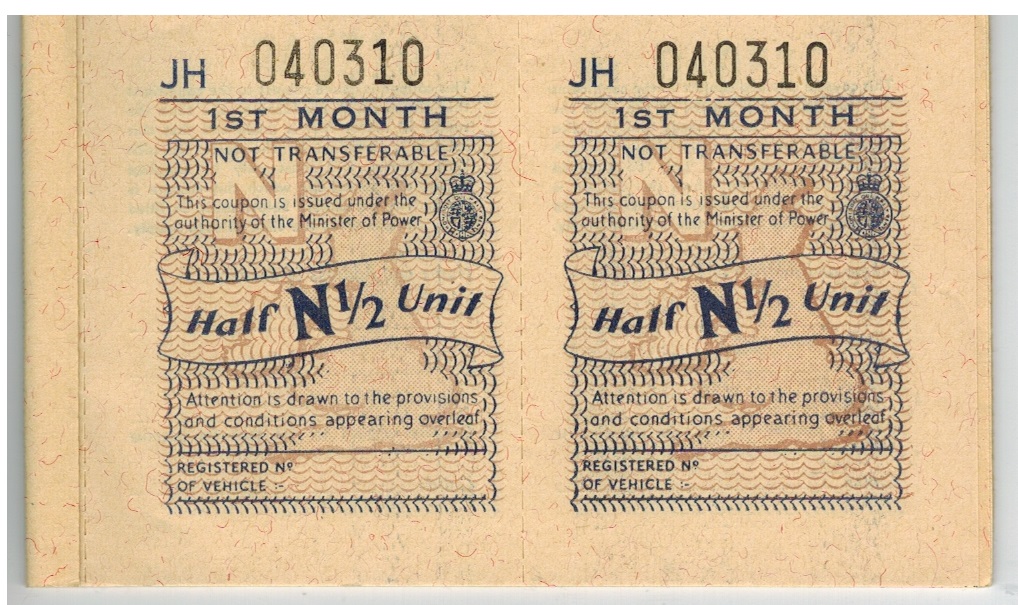 JH 040310
1ST MONTH
NOT TRANSFERABLE
N
This coupon is issued under the
authority of the Minister of Power
Half N½ Unit
Attention is drawn to the provisions
and conditions appearing overleaf
REGISTERED Nº
OF VEHICLE :-
JH 040310
1ST MONTH
NOT TRANSFERABLE
N
This coupon is issued under the
authority of the Minister of Power
Half N½ Unit
Attention is drawn to the provisions
and conditions appearing overleaf
REGISTERED Nº
OF VEHICLE :-